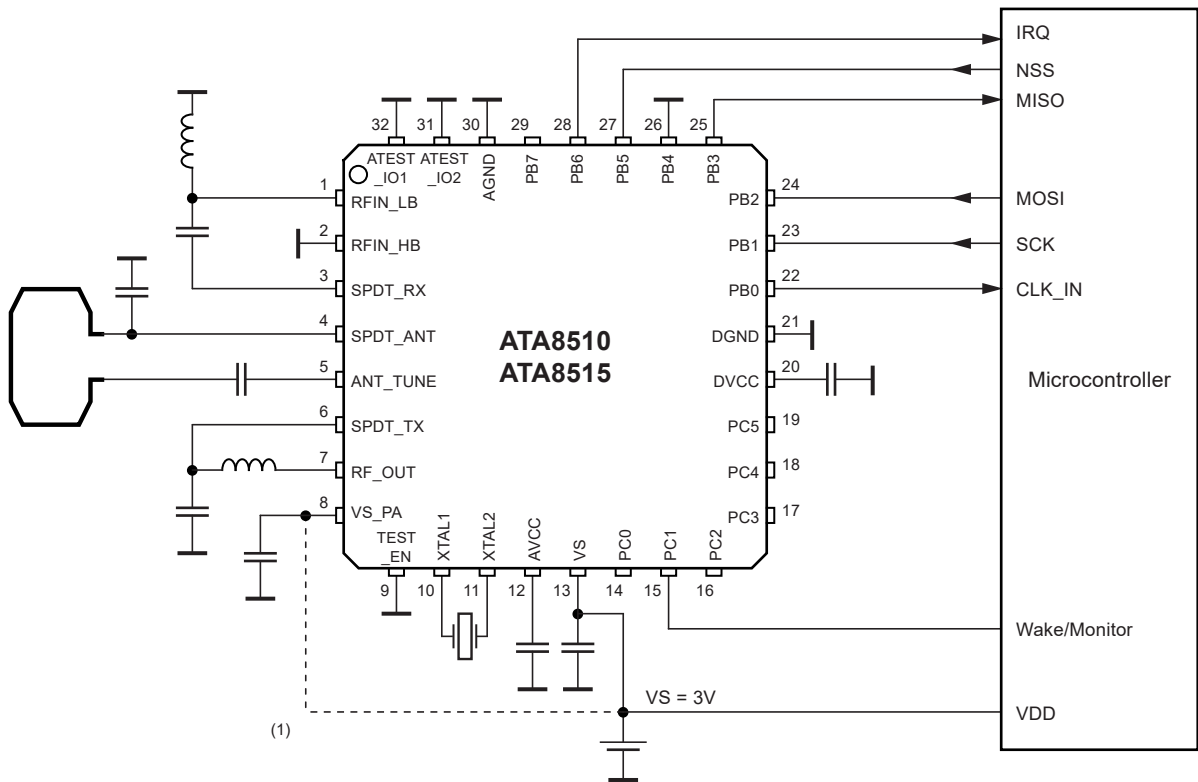 IRQ
NSS
MISO
MOSI
SCK
CLK_IN
Microcontroller
Wake/Monitor
VDD
32 31 30 29 28 27 26 25
ATEST _IO1
ATEST _IO2
AGND
PB7
PB6
PB5
PB4
PB3
1 RFIN_LB
2 RFIN_HB
3 SPDT_RX
4 SPDT_ANT
5 ANT_TUNE
6 SPDT_TX
7 RF_OUT
8 VS_PA
ATA8510
ATA8515
PB2 24
PB1 23
PB0 22
DGND 21
DVCC 20
PC5 19
PC4 18
PC3 17
TEST _EN
XTAL1
XTAL2
AVCC
VS
PC0
PC1
PC2
9 10 11 12 13 14 15 16
VS = 3V
(1)